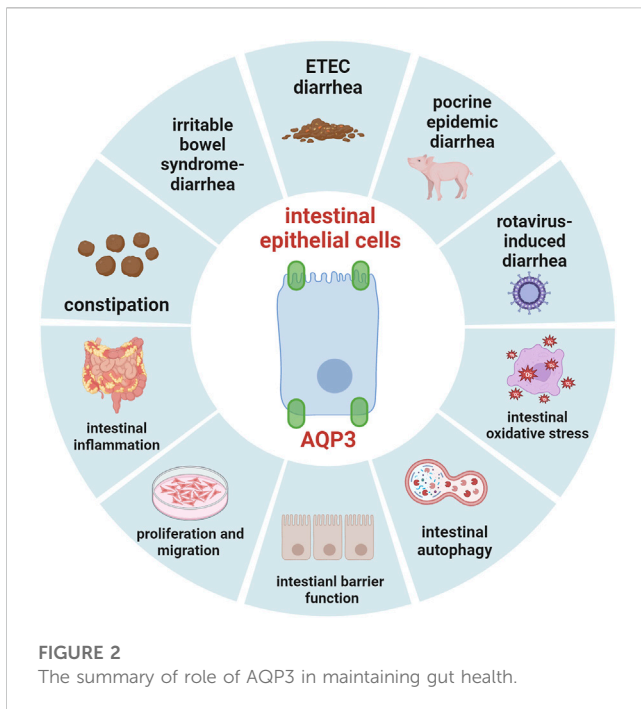 ETEC
diarrhea
pocrine
epidemic
diarrhea
rotavirus-
induced
diarrhea
intestinal
oxidative stress
intestinal
autophagy
intestianl barrier
function
proliferation and
migration
intestinal
inflammation
constipation
irritable
bowel
syndrome-
diarrhea
intestinal
epithelial cells
AQP3
FIGURE 2
The summary of role of AQP3 in maintaining gut health.